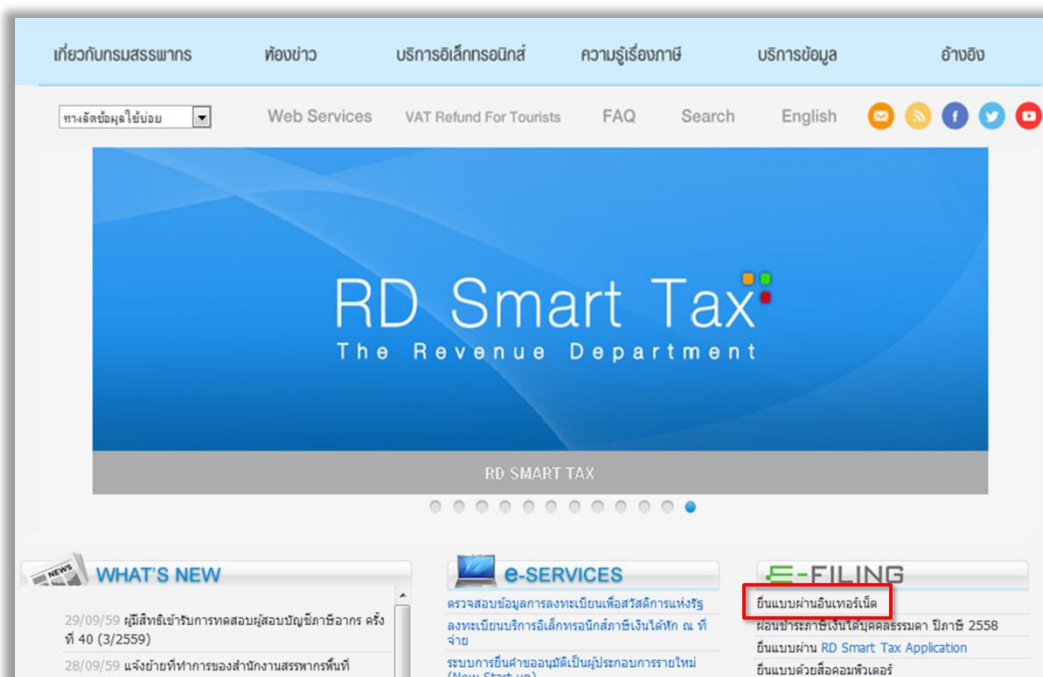 เกี่ยวกับกรมสรรพากร ห้องข่าว บริการอิเล็กทรอนิกส์ ความรู้เรื่องภาษี บริการข้อมูล อ้างอิง
ทางลัดข้อมูลใช้บ่อย Web Services VAT Refund For Tourists FAQ Search English
RD Smart Tax
The Revenue Department
RD SMART TAX
NEWS WHAT'S NEW
29/09/59 ผู้มีสิทธิเข้ารับการทดสอบผู้สอบบัญชีภาษีอากร ครั้ง
ที่ 40 (3/2559)
28/09/59 แจ้งย้ายที่ทำการของสำนักงานสรรพากรพื้นที่
e-SERVICES
ตรวจสอบข้อมูลการลงทะเบียนเพื่อสวัสดิการแห่งรัฐ
ลงทะเบียนบริการอิเล็กทรอนิกส์ภาษีเงินได้หัก ณ ที่
จ่าย
ระบบการยื่นคำขออนุมัติเป็นผู้ประกอบการรายใหม่
(New Start-up)
E-FILING
ยื่นแบบผ่านอินเทอร์เน็ต
ผ่อนชำระภาษีเงินได้บุคคลธรรมดา ปีภาษี 2558
ยื่นแบบผ่าน RD Smart Tax Application
ยื่นแบบด้วยสื่อคอมพิวเตอร์